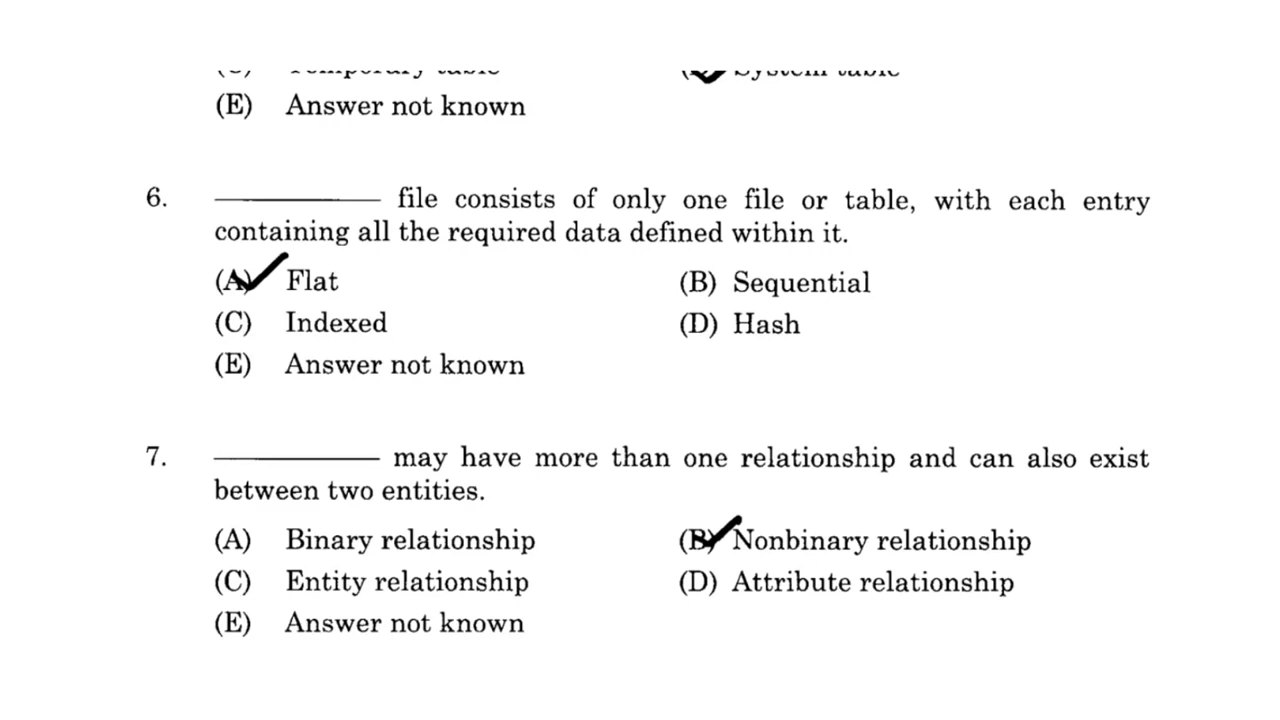 (E) Answer not known
6. ________ file consists of only one file or table, with each entry
containing all the required data defined within it.
(A) Flat (B) Sequential
(C) Indexed (D) Hash
(E) Answer not known
7. ________ may have more than one relationship and can also exist
between two entities.
(A) Binary relationship (B) Nonbinary relationship
(C) Entity relationship (D) Attribute relationship
(E) Answer not known